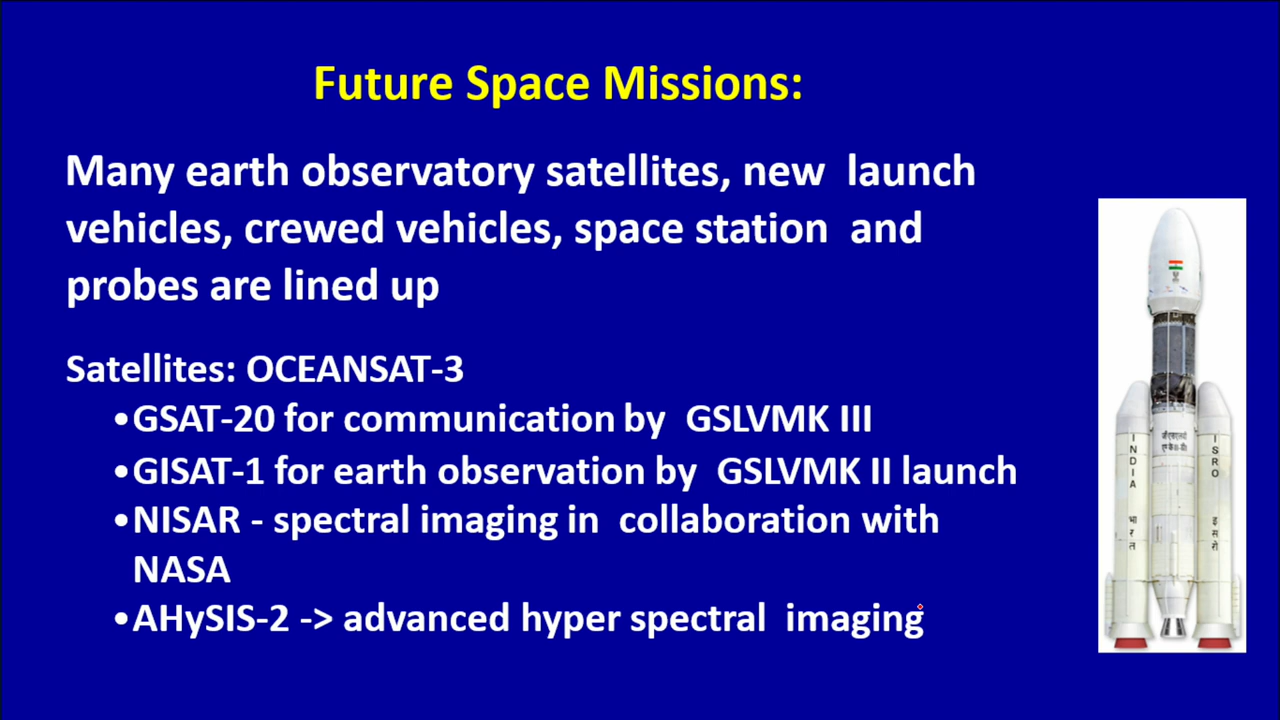 Future Space Missions:
Many earth observatory satellites, new launch
vehicles, crewed vehicles, space station and
probes are lined up
Satellites: OCEANSAT-3
•GSAT-20 for communication by GSLVMK III
•GISAT-1 for earth observation by GSLVMK II launch
•NISAR - spectral imaging in collaboration with
NASA
•AHySIS-2 -> advanced hyper spectral imaging
INDIA
भारत
ISRO
इसरो